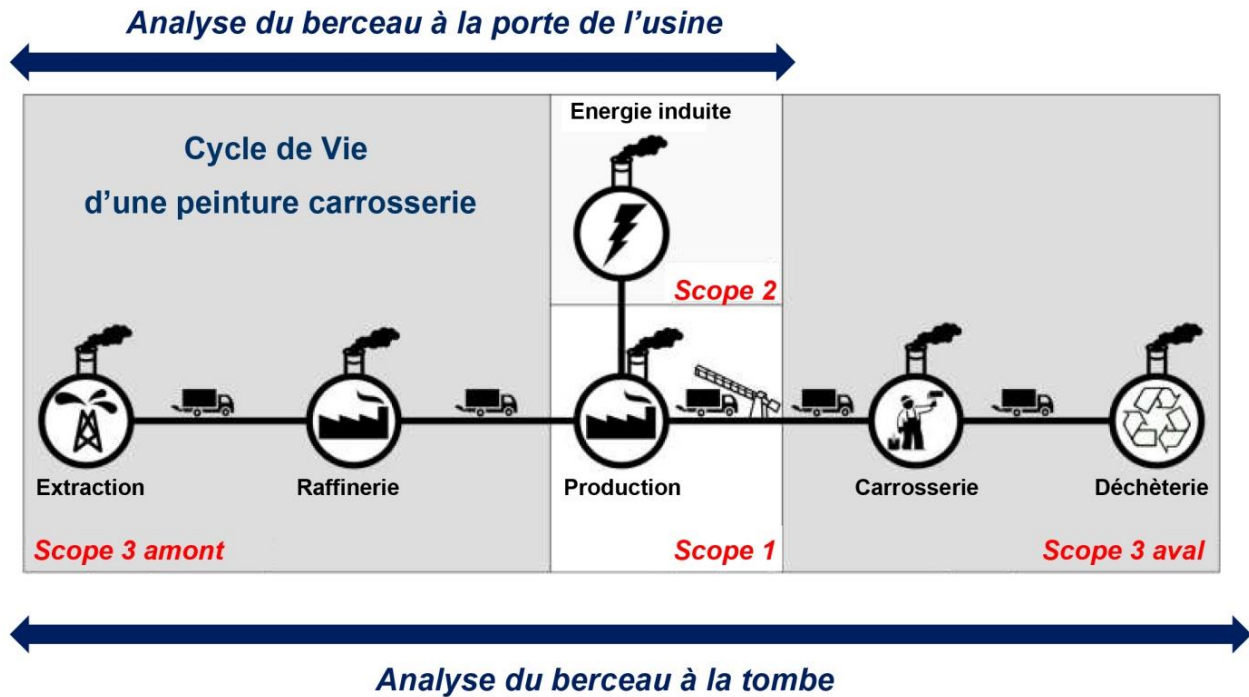 Analyse du berceau à la porte de l'usine
Energie induite
Cycle de Vie
d'une peinture carrosserie
Scope 2
Extraction
Raffinerie
Production
Carrosserie
Déchèterie
Scope 3 amont
Scope 1
Scope 3 aval
Analyse du berceau à la tombe